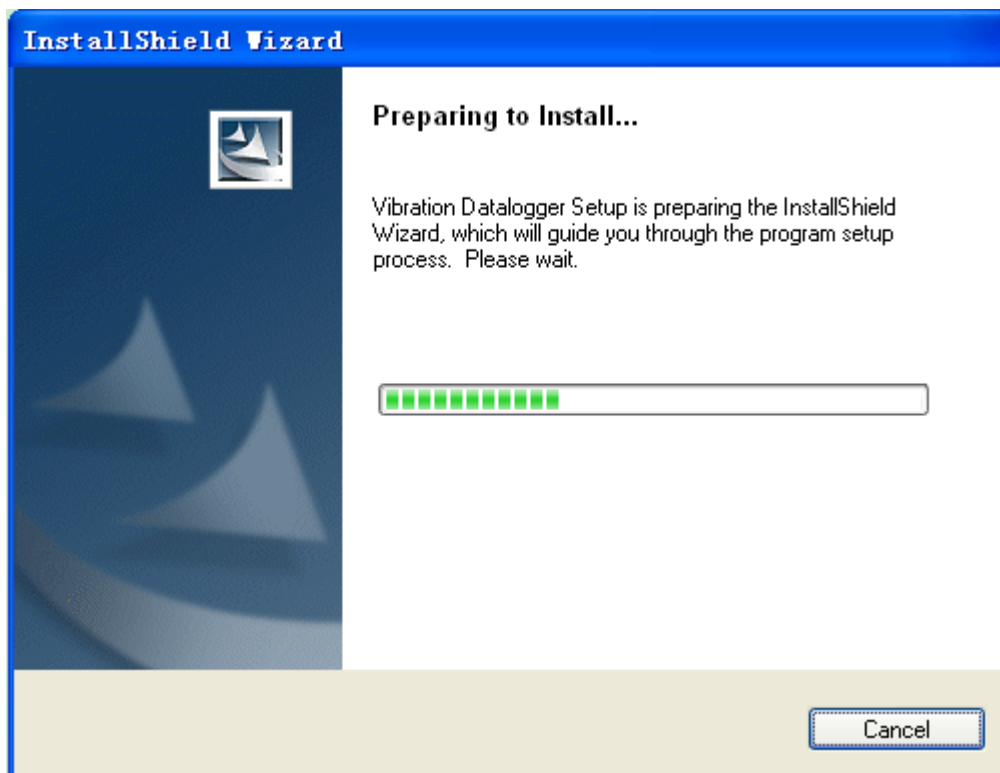 InstallShield Wizard
Preparing to Install...
Vibration Datalogger Setup is preparing the InstallShield
Wizard, which will guide you through the program setup
process.  Please wait.
Cancel